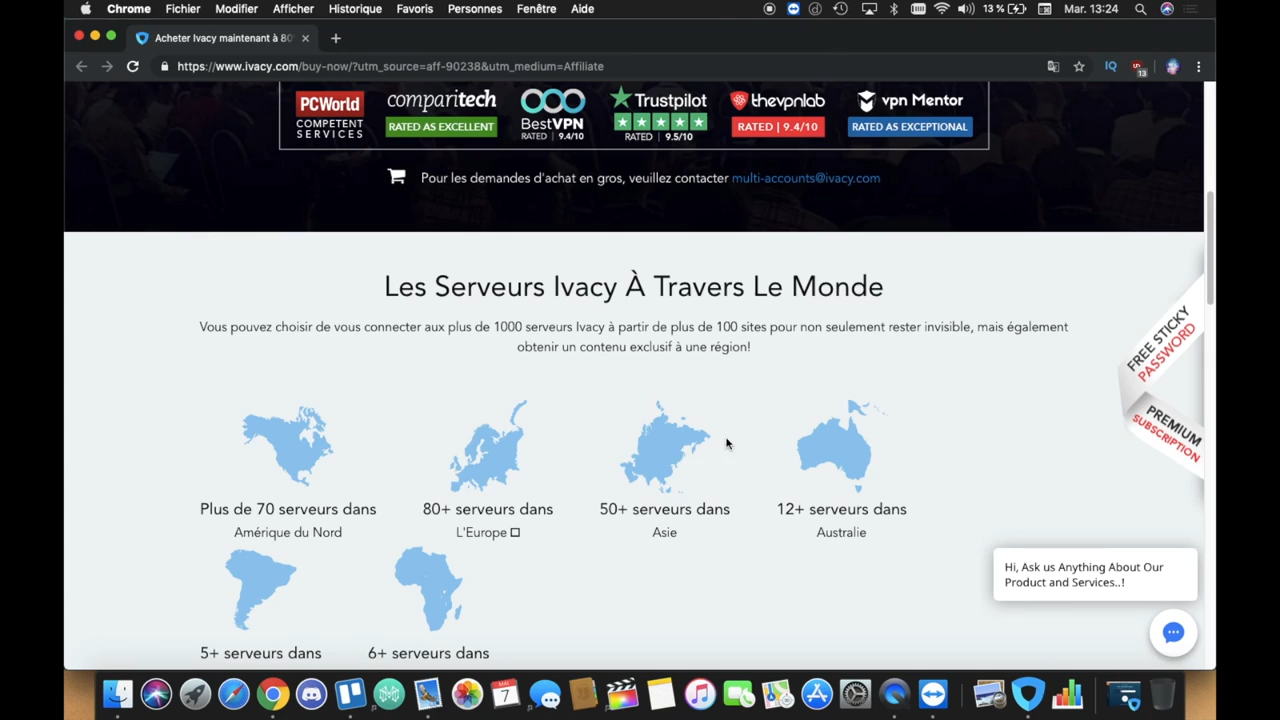 Chrome Fichier Modifier Afficher Historique Favoris Personnes Fenêtre Aide 13 % Mar. 13:24
Acheter Ivacy maintenant à 80
https://www.ivacy.com/buy-now/?utm_source=aff-90238&utm_medium=Affiliate
IQ
13
PCWorld
COMPETENT
SERVICES
comparitech
RATED AS EXCELLENT
BestVPN
RATED | 9.4/10
Trustpilot
RATED | 9.5/10
thevpnlab
RATED | 9.4/10
vpn Mentor
RATED AS EXCEPTIONAL
Pour les demandes d'achat en gros, veuillez contacter multi-accounts@ivacy.com
Les Serveurs Ivacy À Travers Le Monde
Vous pouvez choisir de vous connecter aux plus de 1000 serveurs Ivacy à partir de plus de 100 sites pour non seulement rester invisible, mais également
obtenir un contenu exclusif à une région!
FREE STICKY
PASSWORD
PREMIUM
SUBSCRIPTION
Plus de 70 serveurs dans
Amérique du Nord
80+ serveurs dans
L'Europe
50+ serveurs dans
Asie
12+ serveurs dans
Australie
5+ serveurs dans
6+ serveurs dans
Hi, Ask us Anything About Our
Product and Services..!
7